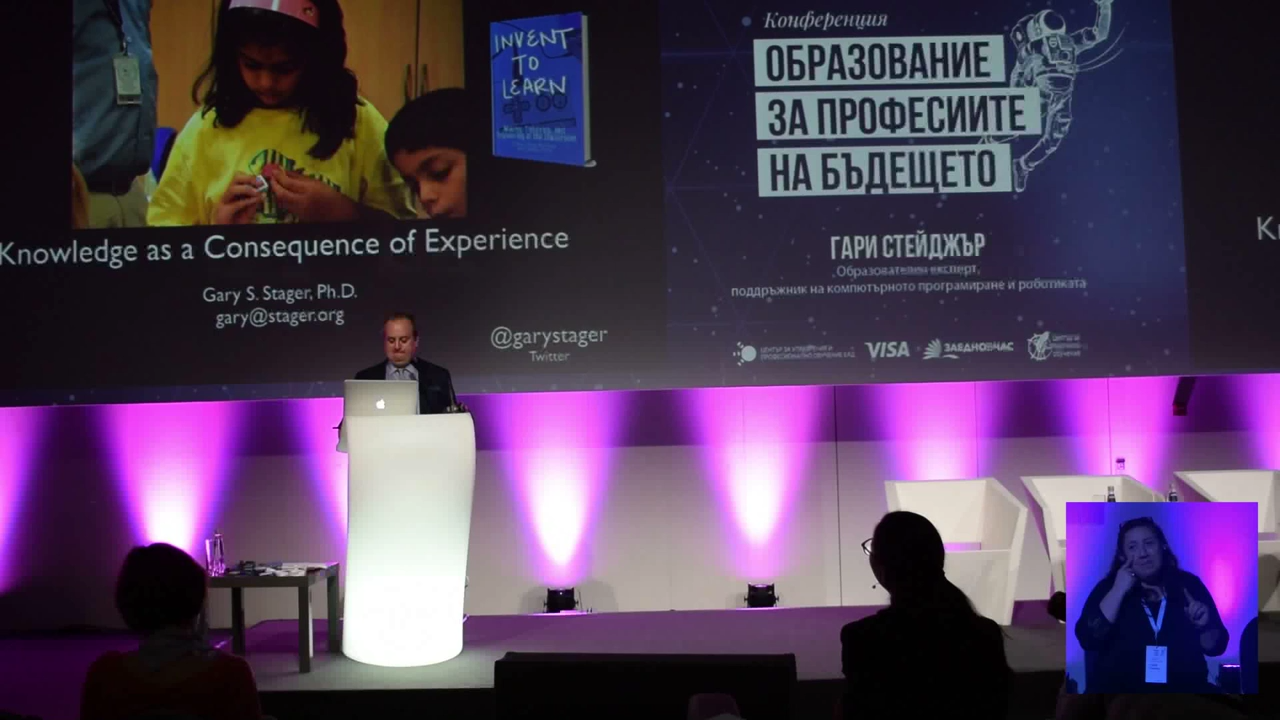 INVENT
TO
LEARN
Knowledge as a Consequence of Experience
Gary S. Stager, Ph.D.
gary@stager.org
@garystager
Twitter
Конференция
ОБРАЗОВАНИЕ
ЗА ПРОФЕСИИТЕ
НА БЪДЕЩЕТО
ГАРИ СТЕЙДЖЪР
Образователен експерт,
поддръжник на компютърното програмиране и роботиката
VISA
ЗАЕДНОВЧАС